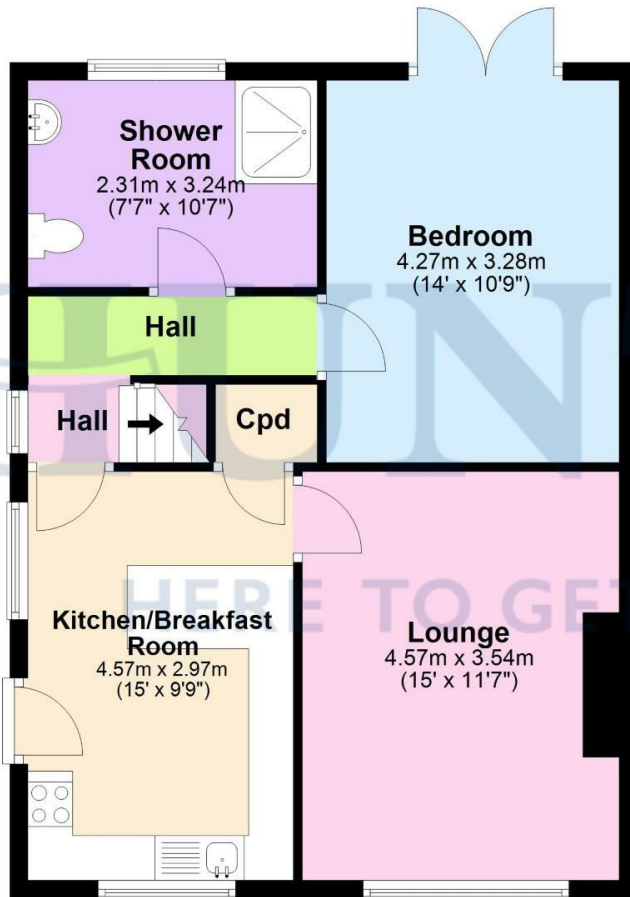 Shower
Room
2.31m x 3.24m
(7'7" x 10'7")
Bedroom
4.27m x 3.28m
(14' x 10'9")
Hall
Hall
Cpd
Kitchen/Breakfast
Room
4.57m x 2.97m
(15' x 9'9")
Lounge
4.57m x 3.54m
(15' x 11'7")
HUN
HERE TO GET